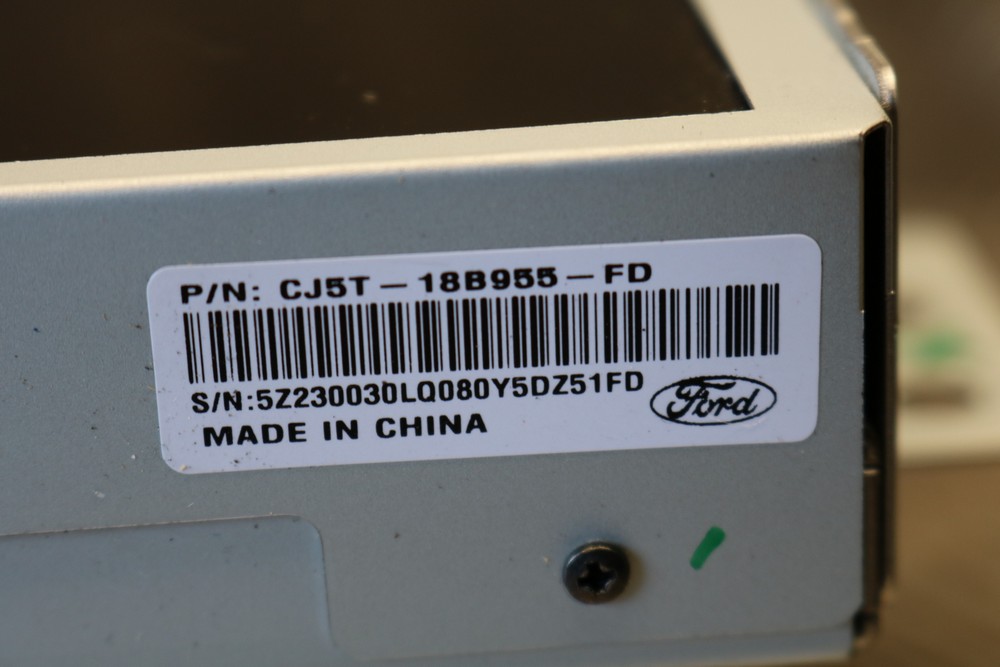 P/N: CJ5T - 18B955 - FD
S/N:5Z230030LQ080Y5DZ51FD
Ford
MADE IN CHINA